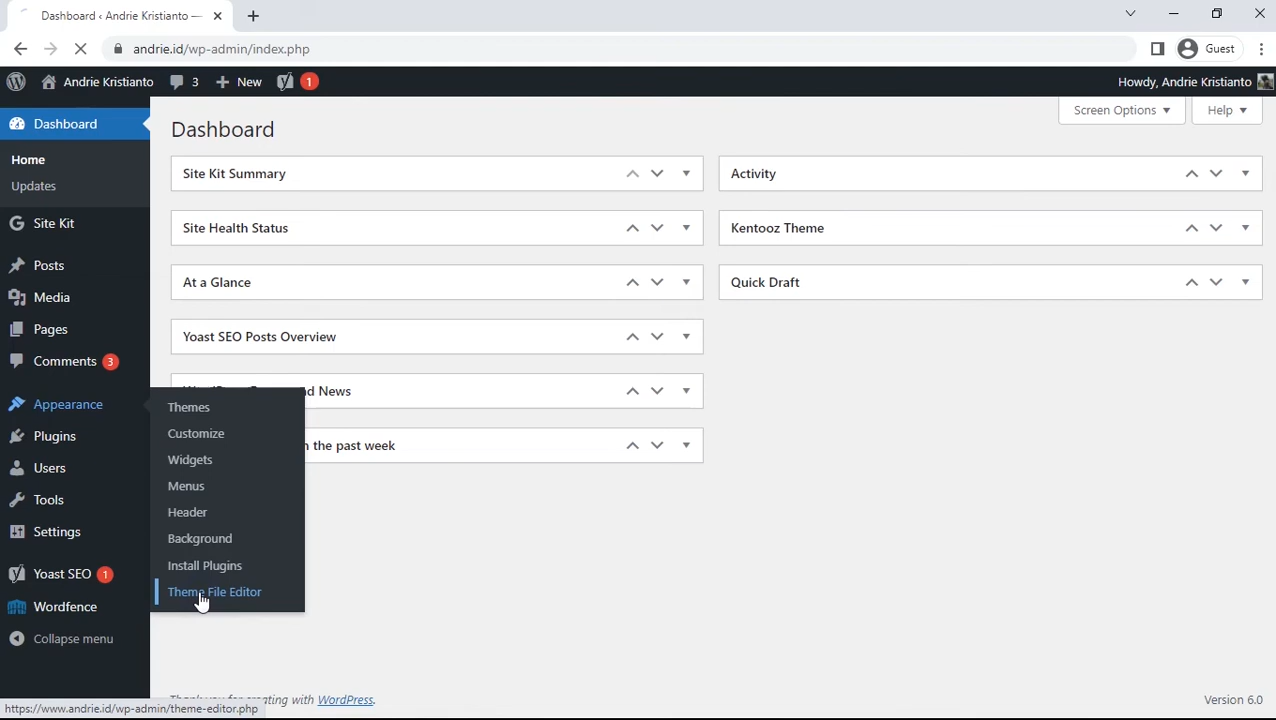 Dashboard ‹ Andrie Kristianto —
andrie.id/wp-admin/index.php
Guest
Andrie Kristianto
3
New
1
Howdy, Andrie Kristianto
Dashboard
Home
Updates
Site Kit
Posts
Media
Pages
Comments 3
Appearance
Plugins
Users
Tools
Settings
Yoast SEO 1
Wordfence
Collapse menu
Themes
Customize
Widgets
Menus
Header
Background
Install Plugins
Theme File Editor
Screen Options
Help
Dashboard
Site Kit Summary
Site Health Status
At a Glance
Yoast SEO Posts Overview
d News
the past week
Activity
Kentooz Theme
Quick Draft
creating with WordPress.
Version 6.0
https://www.andrie.id/wp-admin/theme-editor.php